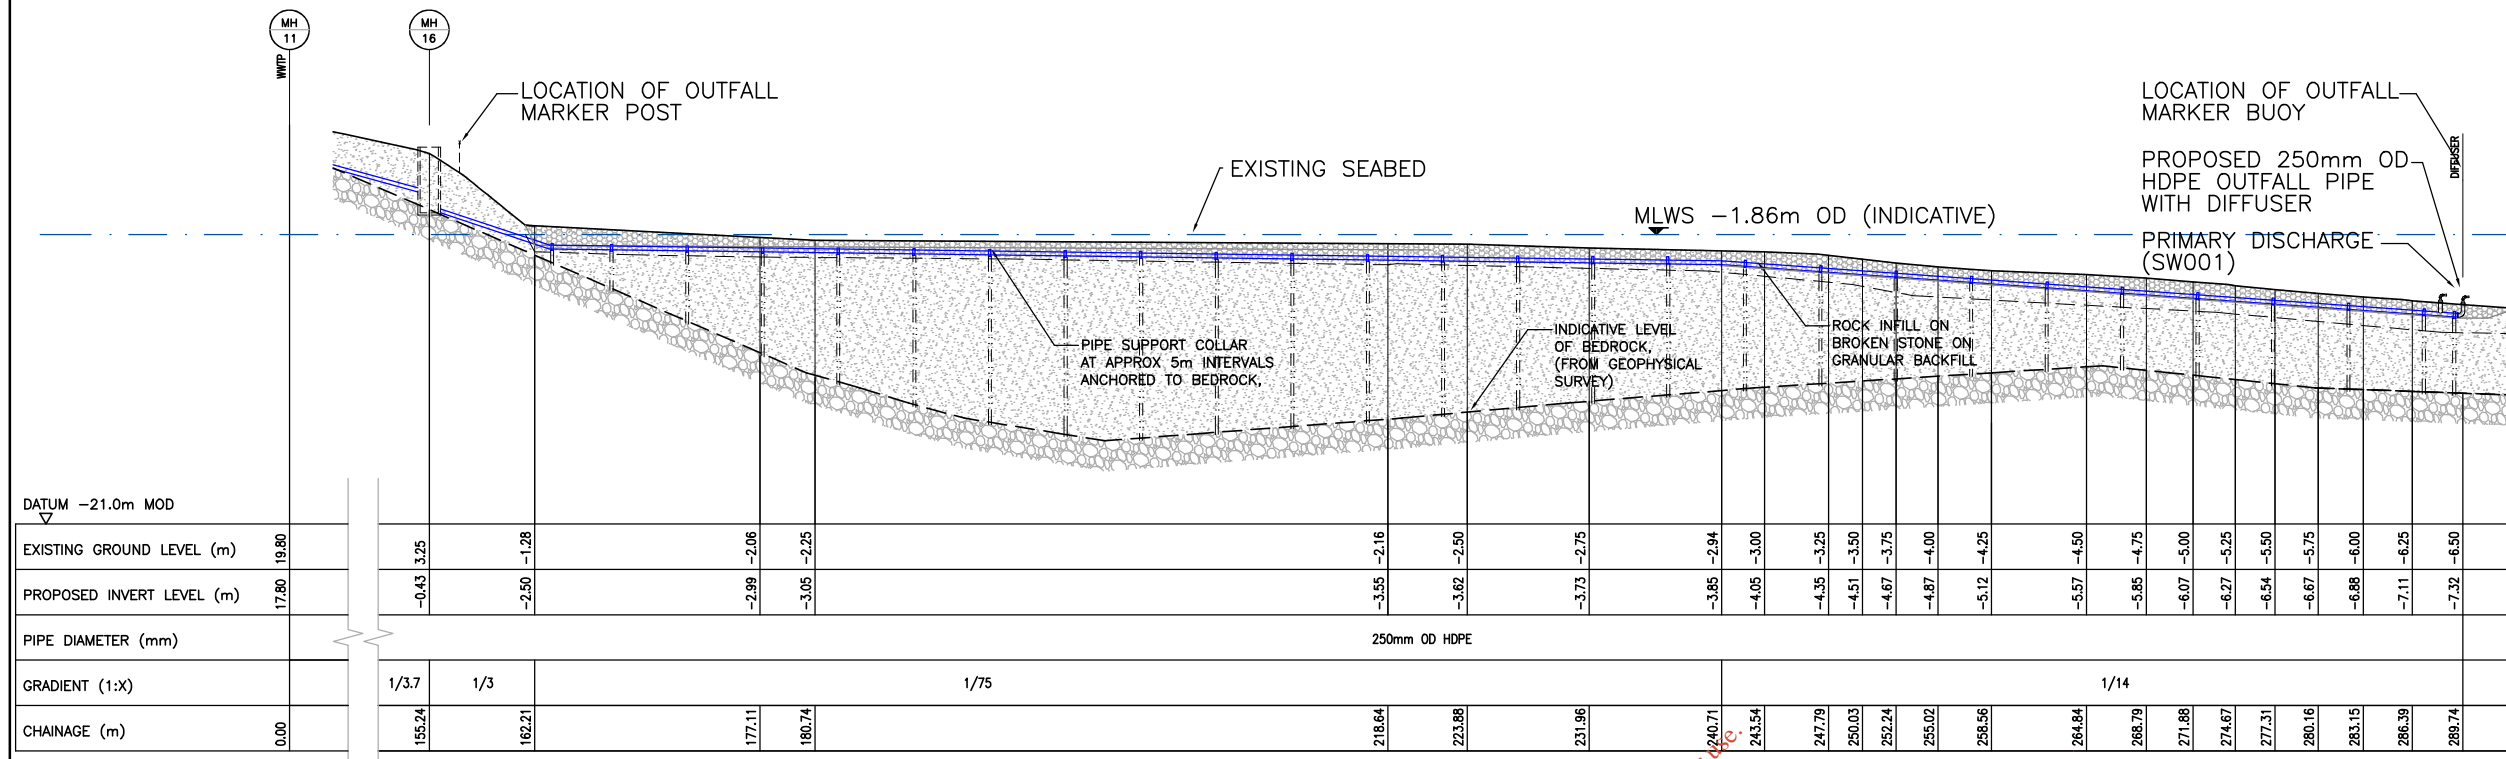 MH
11
MH
16
WWTP
LOCATION OF OUTFALL
MARKER POST
EXISTING SEABED
MLWS -1.86m OD (INDICATIVE)
LOCATION OF OUTFALL
MARKER BUOY
DIFFUSER
PROPOSED 250mm OD
HDPE OUTFALL PIPE
WITH DIFFUSER
PRIMARY DISCHARGE
(SW001)
PIPE SUPPORT COLLAR
AT APPROX 5m INTERVALS
ANCHORED TO BEDROCK,
INDICATIVE LEVEL
OF BEDROCK,
(FROM GEOPHYSICAL
SURVEY)
ROCK INFILL ON
BROKEN STONE ON
GRANULAR BACKFILL
DATUM -21.0m MOD
EXISTING GROUND LEVEL (m) 19.80 3.25 -1.28 -2.06 -2.25 -2.16 -2.50 -2.75 -2.94 -3.00 -3.25 -3.50 -3.75 -4.00 -4.25 -4.50 -4.75 -5.00 -5.25 -5.50 -5.75 -6.00 -6.25 -6.50
PROPOSED INVERT LEVEL (m) 17.80 -0.43 -2.50 -2.99 -3.05 -3.55 -3.62 -3.73 -3.85 -4.05 -4.35 -4.51 -4.67 -4.87 -5.12 -5.57 -5.85 -6.07 -6.27 -6.54 -6.67 -6.88 -7.11 -7.32
PIPE DIAMETER (mm) 250mm OD HDPE
GRADIENT (1:X) 1/3.7 1/3 1/75 1/14
CHAINAGE (m) 0.00 155.24 162.21 177.11 180.74 218.64 223.88 231.96 240.71 243.54 247.79 250.03 252.24 255.02 258.56 264.84 268.79 271.88 274.67 277.31 280.16 283.15 286.39 289.74
use.